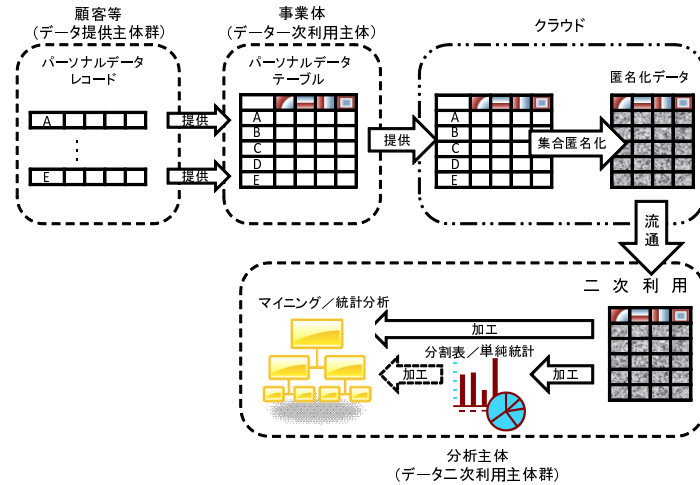 顧客等
(データ提供主体群)
パーソナルデータ
レコード
A
E
提供
提供
事業体
(データ一次利用主体)
パーソナルデータ
テーブル
A
B
C
D
E
提供
クラウド
A
B
C
D
E
集合匿名化
匿名化データ
流通
二次利用
マイニング/統計分析
加工
分割表/単純統計
加工
加工
分析主体
(データ二次利用主体群)